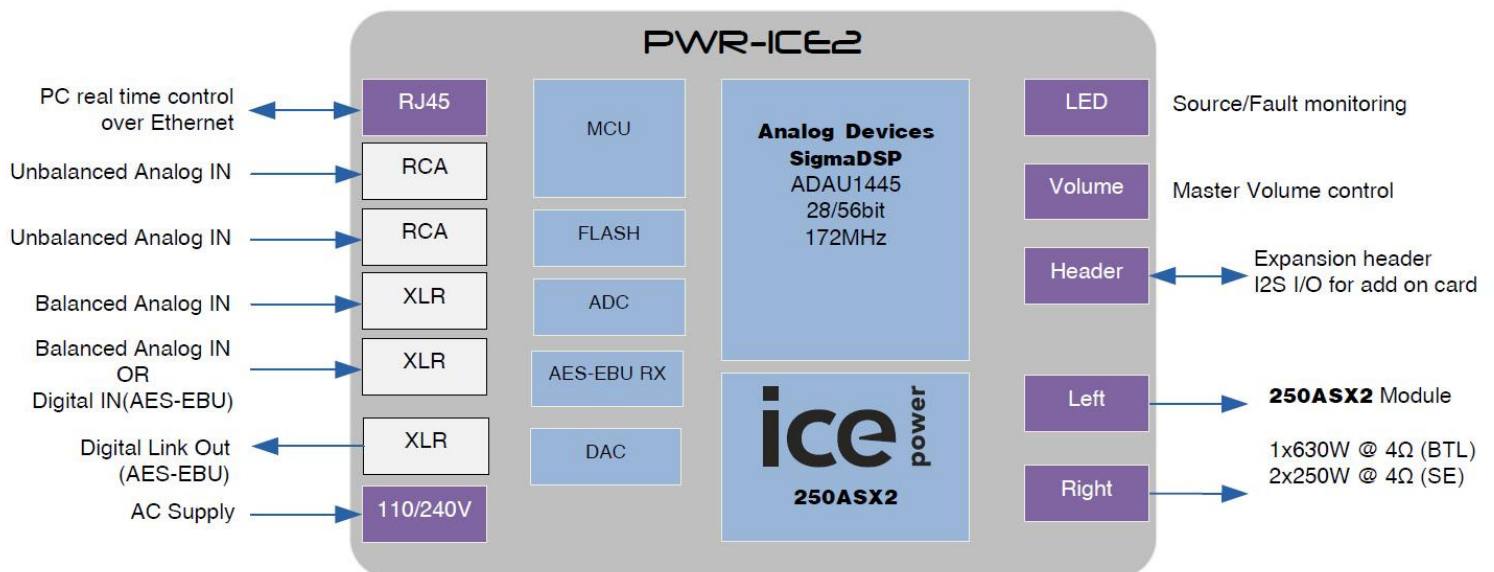 PWR-ICE2
PC real time control
over Ethernet
Unbalanced Analog IN
Unbalanced Analog IN
Balanced Analog IN
Balanced Analog IN
OR
Digital IN(AES-EBU)
Digital Link Out
(AES-EBU)
AC Supply
RJ45
RCA
RCA
XLR
XLR
XLR
110/240V
MCU
FLASH
ADC
AES-EBU RX
DAC
Analog Devices
SigmaDSP
ADAU1445
28/56bit
172MHz
ice
power
250ASX2
LED
Volume
Header
Left
Right
Source/Fault monitoring
Master Volume control
Expansion header
I2S I/O for add on card
250ASX2 Module
1x630W @ 4Ω (BTL)
2x250W @ 4Ω (SE)